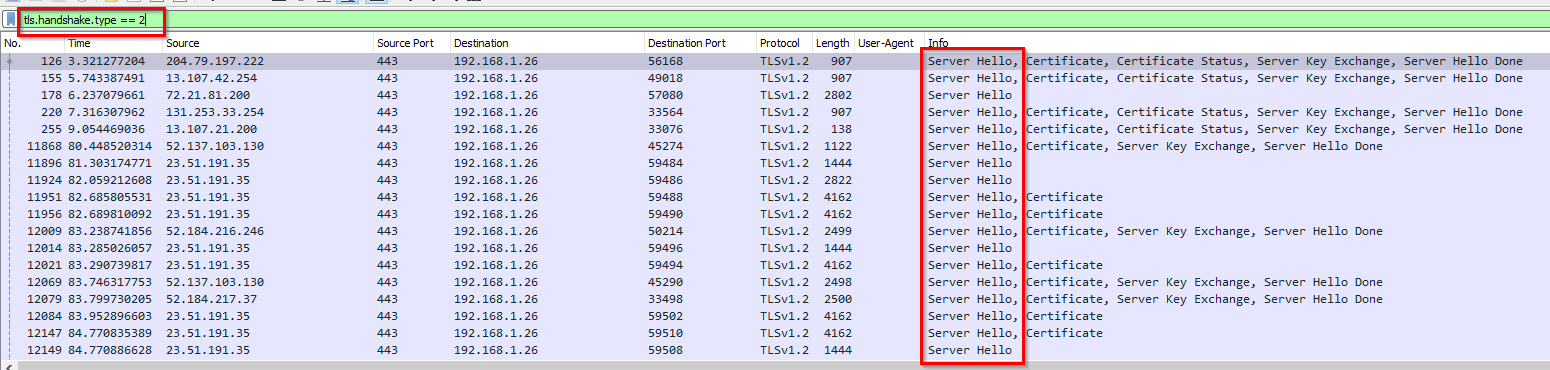 tls.handshake.type == 2
No. Time Source Source Port Destination Destination Port Protocol Length User-Agent Info
126 3.321277204 204.79.197.222 443 192.168.1.26 56168 TLSv1.2 907 Server Hello, Certificate, Certificate Status, Server Key Exchange, Server Hello Done
155 5.743387491 13.107.42.254 443 192.168.1.26 49018 TLSv1.2 907 Server Hello, Certificate, Certificate Status, Server Key Exchange, Server Hello Done
178 6.237079661 72.21.81.200 443 192.168.1.26 57080 TLSv1.2 2802 Server Hello
220 7.316307962 131.253.33.254 443 192.168.1.26 33564 TLSv1.2 907 Server Hello, Certificate, Certificate Status, Server Key Exchange, Server Hello Done
255 9.054469036 13.107.21.200 443 192.168.1.26 33076 TLSv1.2 138 Server Hello, Certificate, Certificate Status, Server Key Exchange, Server Hello Done
11868 80.448520314 52.137.103.130 443 192.168.1.26 45274 TLSv1.2 1122 Server Hello, Certificate, Server Key Exchange, Server Hello Done
11896 81.303174771 23.51.191.35 443 192.168.1.26 59484 TLSv1.2 1444 Server Hello
11924 82.059212608 23.51.191.35 443 192.168.1.26 59486 TLSv1.2 2822 Server Hello
11951 82.685805531 23.51.191.35 443 192.168.1.26 59488 TLSv1.2 4162 Server Hello, Certificate
11956 82.689810092 23.51.191.35 443 192.168.1.26 59490 TLSv1.2 4162 Server Hello, Certificate
12009 83.238741856 52.184.216.246 443 192.168.1.26 50214 TLSv1.2 2499 Server Hello, Certificate, Server Key Exchange, Server Hello Done
12014 83.285026057 23.51.191.35 443 192.168.1.26 59496 TLSv1.2 1444 Server Hello
12021 83.290739817 23.51.191.35 443 192.168.1.26 59494 TLSv1.2 4162 Server Hello, Certificate
12069 83.746317753 52.137.103.130 443 192.168.1.26 45290 TLSv1.2 2498 Server Hello, Certificate, Server Key Exchange, Server Hello Done
12079 83.799730205 52.184.217.37 443 192.168.1.26 33498 TLSv1.2 2500 Server Hello, Certificate, Server Key Exchange, Server Hello Done
12084 83.952896603 23.51.191.35 443 192.168.1.26 59502 TLSv1.2 4162 Server Hello, Certificate
12147 84.770835389 23.51.191.35 443 192.168.1.26 59510 TLSv1.2 4162 Server Hello, Certificate
12149 84.770886628 23.51.191.35 443 192.168.1.26 59508 TLSv1.2 1444 Server Hello